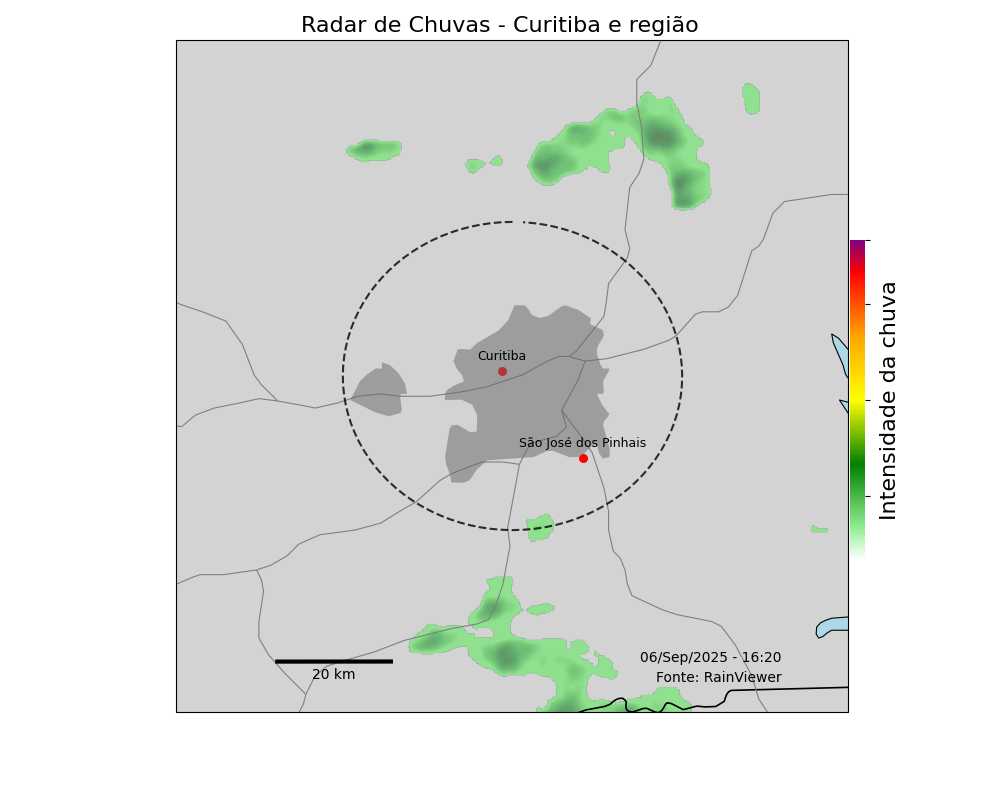 Radar de Chuvas - Curitiba e região
Curitiba
São José dos Pinhais
Intensidade da chuva
06/Sep/2025 - 16:20
Fonte: RainViewer
20 km